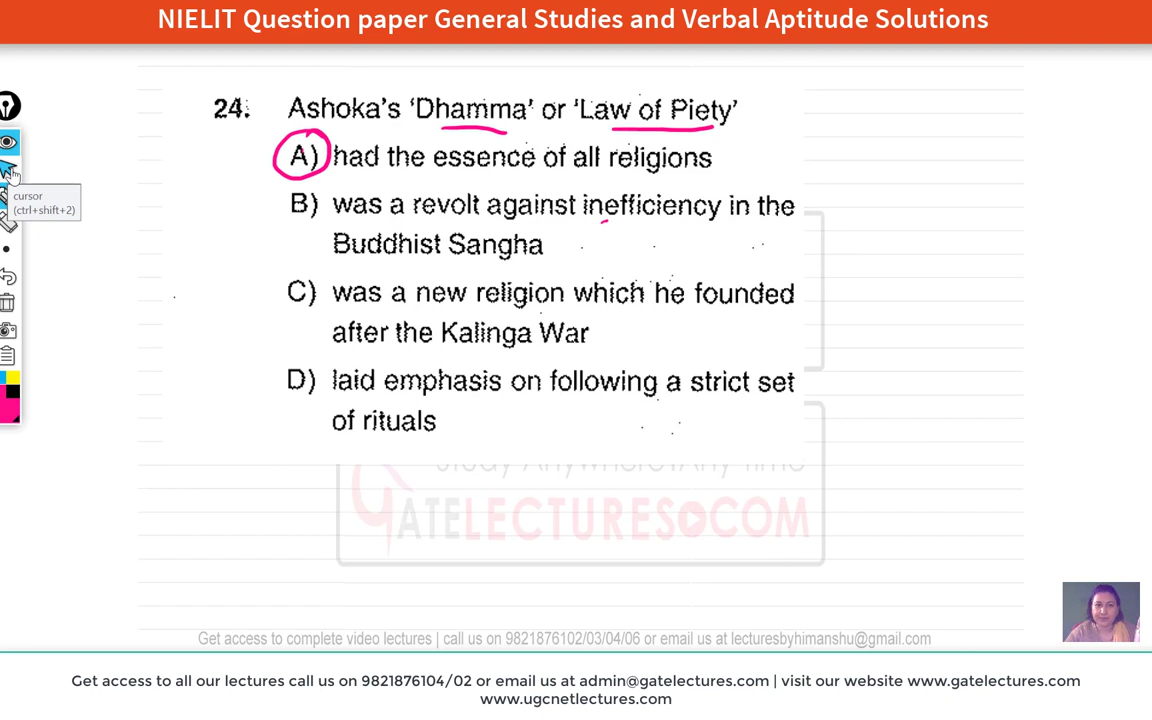 NIELIT Question paper General Studies and Verbal Aptitude Solutions
24. Ashoka's 'Dhamma' or 'Law of Piety'
A) had the essence of all religions
cursor
(ctrl+shift+2)
B) was a revolt against inefficiency in the
Buddhist Sangha
C) was a new religion which he founded
after the Kalinga War
D) laid emphasis on following a strict set
of rituals
Study Anywhere Any Time
GATELECTURES.COM
Get access to complete video lectures | call us on 9821876102/03/04/06 or email us at lecturesbyhimanshu@gmail.com
Get access to all our lectures call us on 9821876104/02 or email us at admin@gatelectures.com | visit our website www.gatelectures.com
www.ugcnetlectures.com